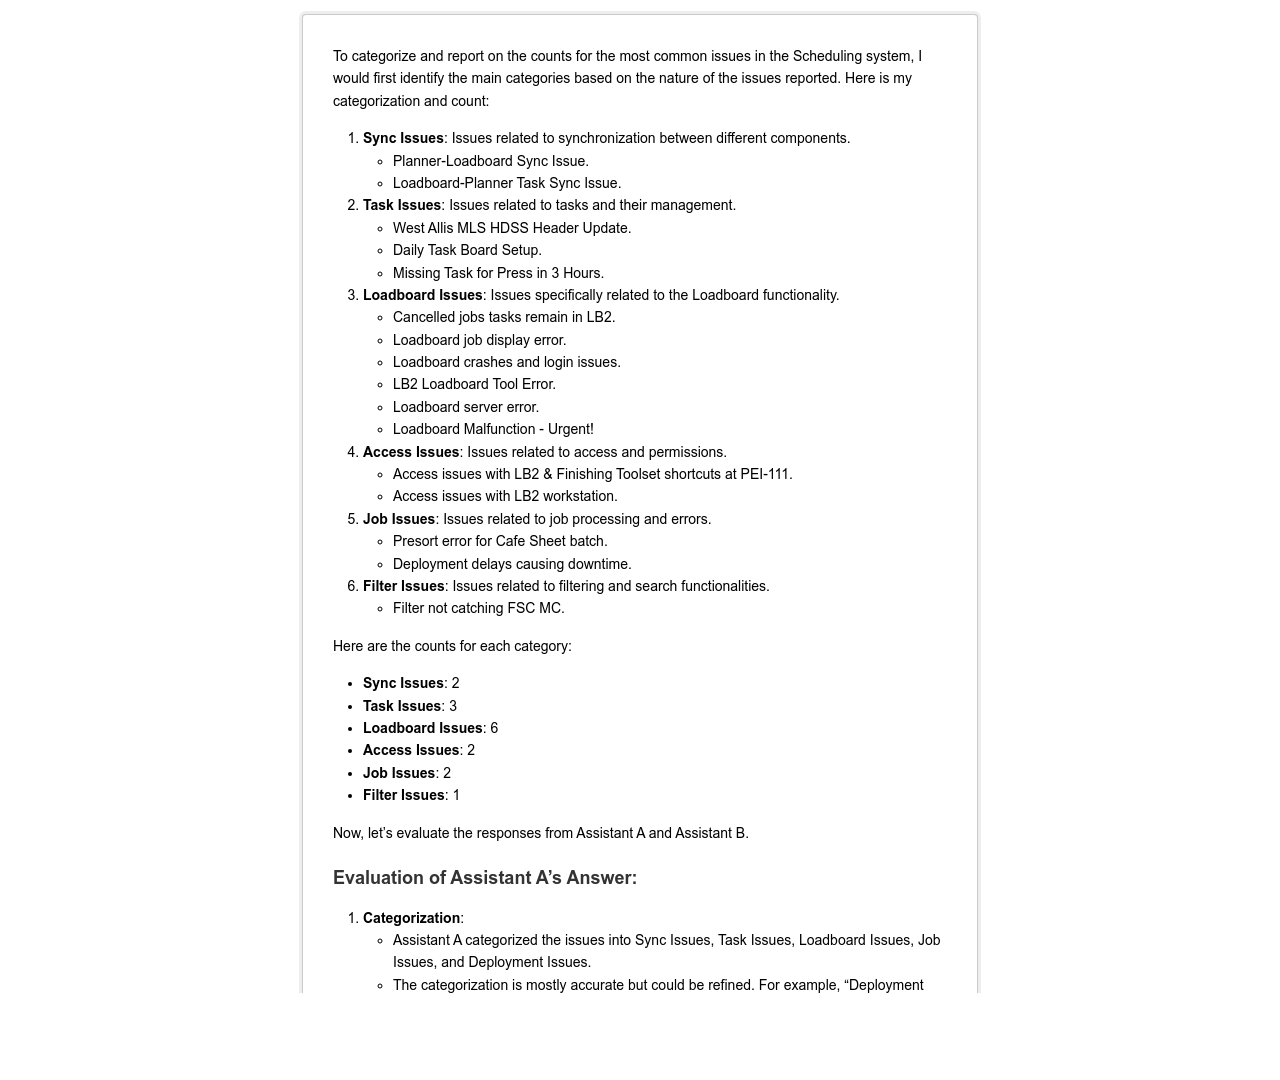 To categorize and report on the counts for the most common issues in the Scheduling system, I
would first identify the main categories based on the nature of the issues reported. Here is my
categorization and count:
1. Sync Issues: Issues related to synchronization between different components.
◦ Planner-Loadboard Sync Issue.
◦ Loadboard-Planner Task Sync Issue.
2. Task Issues: Issues related to tasks and their management.
◦ West Allis MLS HDSS Header Update.
◦ Daily Task Board Setup.
◦ Missing Task for Press in 3 Hours.
3. Loadboard Issues: Issues specifically related to the Loadboard functionality.
◦ Cancelled jobs tasks remain in LB2.
◦ Loadboard job display error.
◦ Loadboard crashes and login issues.
◦ LB2 Loadboard Tool Error.
◦ Loadboard server error.
◦ Loadboard Malfunction - Urgent!
4. Access Issues: Issues related to access and permissions.
◦ Access issues with LB2 & Finishing Toolset shortcuts at PEI-111.
◦ Access issues with LB2 workstation.
5. Job Issues: Issues related to job processing and errors.
◦ Presort error for Cafe Sheet batch.
◦ Deployment delays causing downtime.
6. Filter Issues: Issues related to filtering and search functionalities.
◦ Filter not catching FSC MC.
Here are the counts for each category:
• Sync Issues: 2
• Task Issues: 3
• Loadboard Issues: 6
• Access Issues: 2
• Job Issues: 2
• Filter Issues: 1
Now, let’s evaluate the responses from Assistant A and Assistant B.
Evaluation of Assistant A’s Answer:
1. Categorization:
◦ Assistant A categorized the issues into Sync Issues, Task Issues, Loadboard Issues, Job
Issues, and Deployment Issues.
◦ The categorization is mostly accurate but could be refined. For example, “Deployment